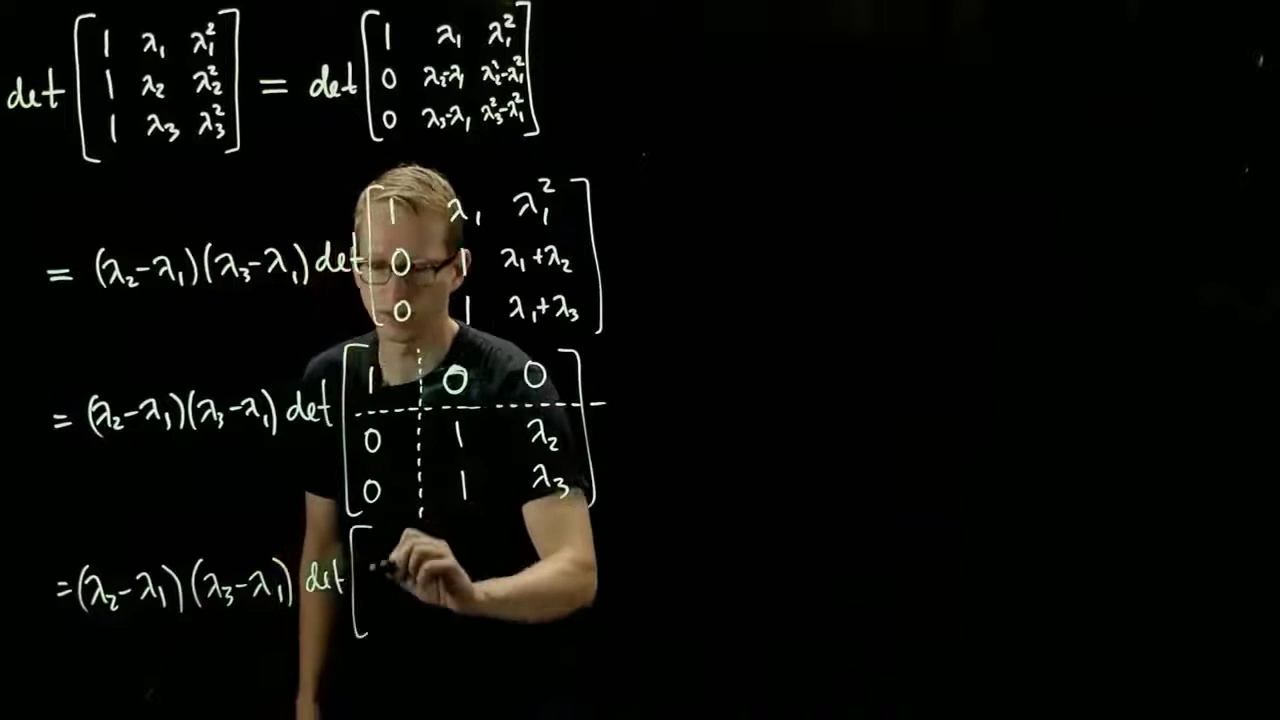 det [ 1 λ₁ λ₁² = det [ 1 λ₁ λ₁²
1 λ₂ λ₂² 0 λ₂-λ₁ λ₂²-λ₁²
1 λ₃ λ₃² ] 0 λ₃-λ₁ λ₃²-λ₁² ]
= (λ₂-λ₁)(λ₃-λ₁) det [ 1 λ₁ λ₁²
0 1 λ₁+λ₂
0 1 λ₁+λ₃ ]
= (λ₂-λ₁)(λ₃-λ₁) det [ 1 0 0
0 1 λ₂
0 1 λ₃ ]
= (λ₂-λ₁)(λ₃-λ₁) det [